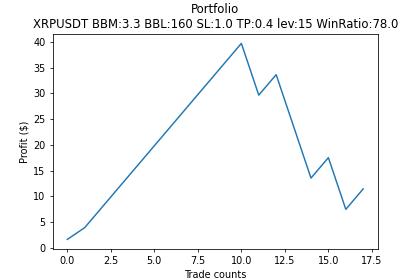 Portfolio
XRPUSDT BBM:3.3 BBL:160 SL:1.0 TP:0.4 lev:15 WinRatio:78.0
40
35
30
25
20
15
10
5
0
Profit ($)
0.0 2.5 5.0 7.5 10.0 12.5 15.0 17.5
Trade counts